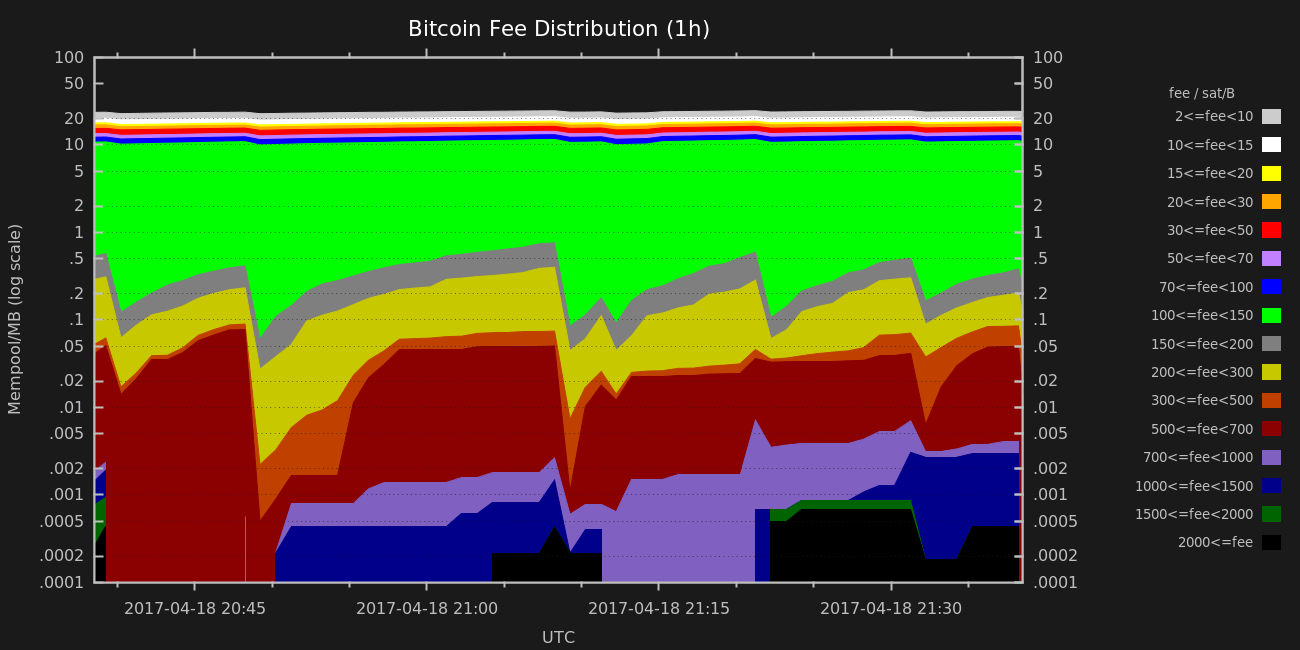 Bitcoin Fee Distribution (1h)
Mempool/MB (log scale)
100
50
20
10
5
2
1
.5
.2
.1
.05
.02
.01
.005
.002
.001
.0005
.0002
.0001
100
50
20
10
5
2
1
.5
.2
.1
.05
.02
.01
.005
.002
.001
.0005
.0002
.0001
2017-04-18 20:45
2017-04-18 21:00
2017-04-18 21:15
2017-04-18 21:30
UTC
fee / sat/B
2<=fee<10
10<=fee<15
15<=fee<20
20<=fee<30
30<=fee<50
50<=fee<70
70<=fee<100
100<=fee<150
150<=fee<200
200<=fee<300
300<=fee<500
500<=fee<700
700<=fee<1000
1000<=fee<1500
1500<=fee<2000
2000<=fee